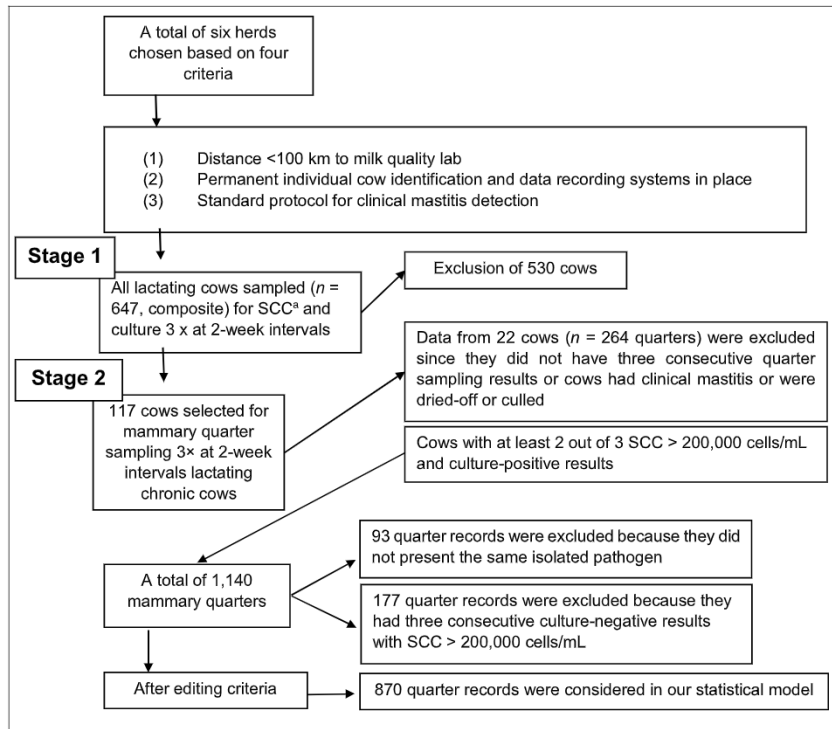 A total of six herds
chosen based on four
criteria
(1) Distance <100 km to milk quality lab
(2) Permanent individual cow identification and data recording systems in place
(3) Standard protocol for clinical mastitis detection
Stage 1
All lactating cows sampled (n =
647, composite) for SCCᵃ and
culture 3 x at 2-week intervals
Exclusion of 530 cows
Stage 2
117 cows selected for
mammary quarter
sampling 3× at 2-week
intervals lactating
chronic cows
Data from 22 cows (n = 264 quarters) were excluded
since they did not have three consecutive quarter
sampling results or cows had clinical mastitis or were
dried-off or culled
Cows with at least 2 out of 3 SCC > 200,000 cells/mL
and culture-positive results
A total of 1,140
mammary quarters
93 quarter records were excluded because they did
not present the same isolated pathogen
177 quarter records were excluded because they
had three consecutive culture-negative results
with SCC > 200,000 cells/mL
After editing criteria
870 quarter records were considered in our statistical model